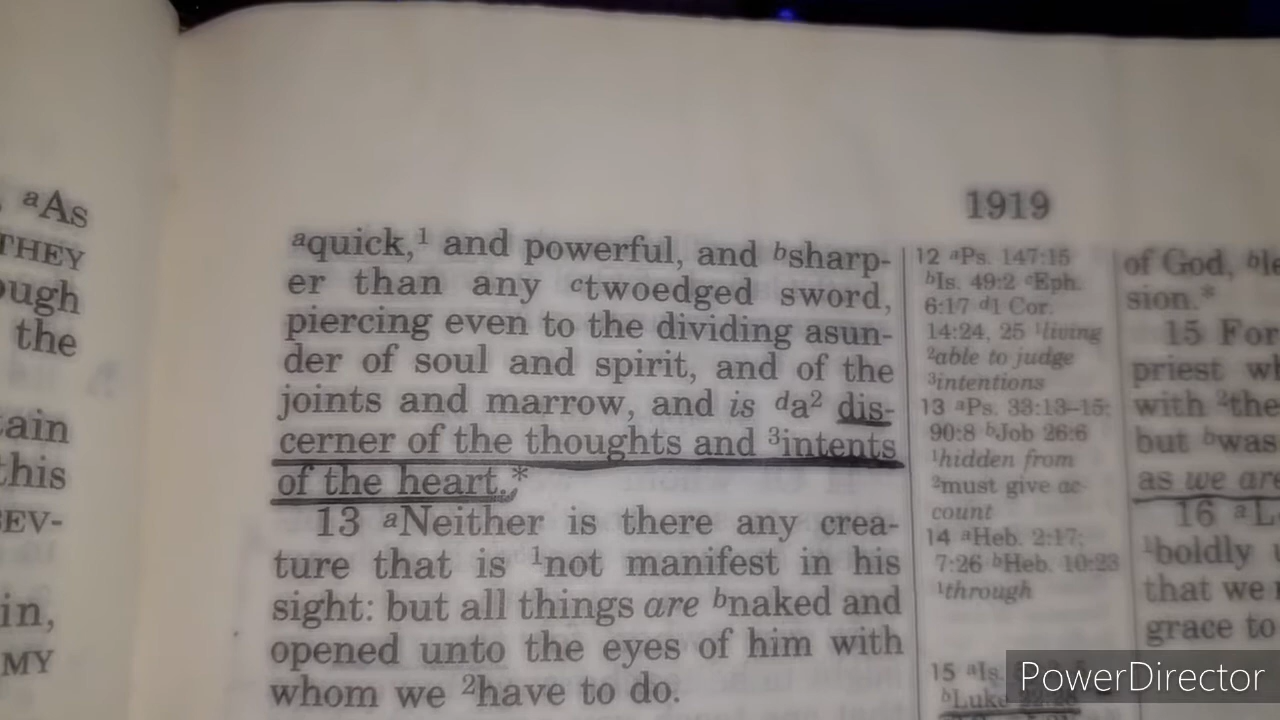 aAs
THEY
ough
the
tain
this
EV-
in,
MY
1919
aquick,1 and powerful, and bsharp-
er than any ctwoedged sword,
piercing even to the dividing asun-
der of soul and spirit, and of the
joints and marrow, and is da2 dis-
cerner of the thoughts and 3intents
of the heart.*
13 aNeither is there any crea-
ture that is 1not manifest in his
sight: but all things are bnaked and
opened unto the eyes of him with
whom we 2have to do.
12 aPs. 147:15
bIs. 49:2 cEph.
6:17 d1 Cor.
14:24, 25 1living
2able to judge
3intentions
13 aPs. 33:13–15;
90:8 bJob 26:6
1hidden from
2must give ac-
count
14 aHeb. 2:17;
7:26 bHeb. 10:23
1through
15 aIs.
bLuke
of God, ble
sion.*
15 For
priest wh
with 2the
but bwas
as we are
16 aL
1boldly
that we
grace to
PowerDirector